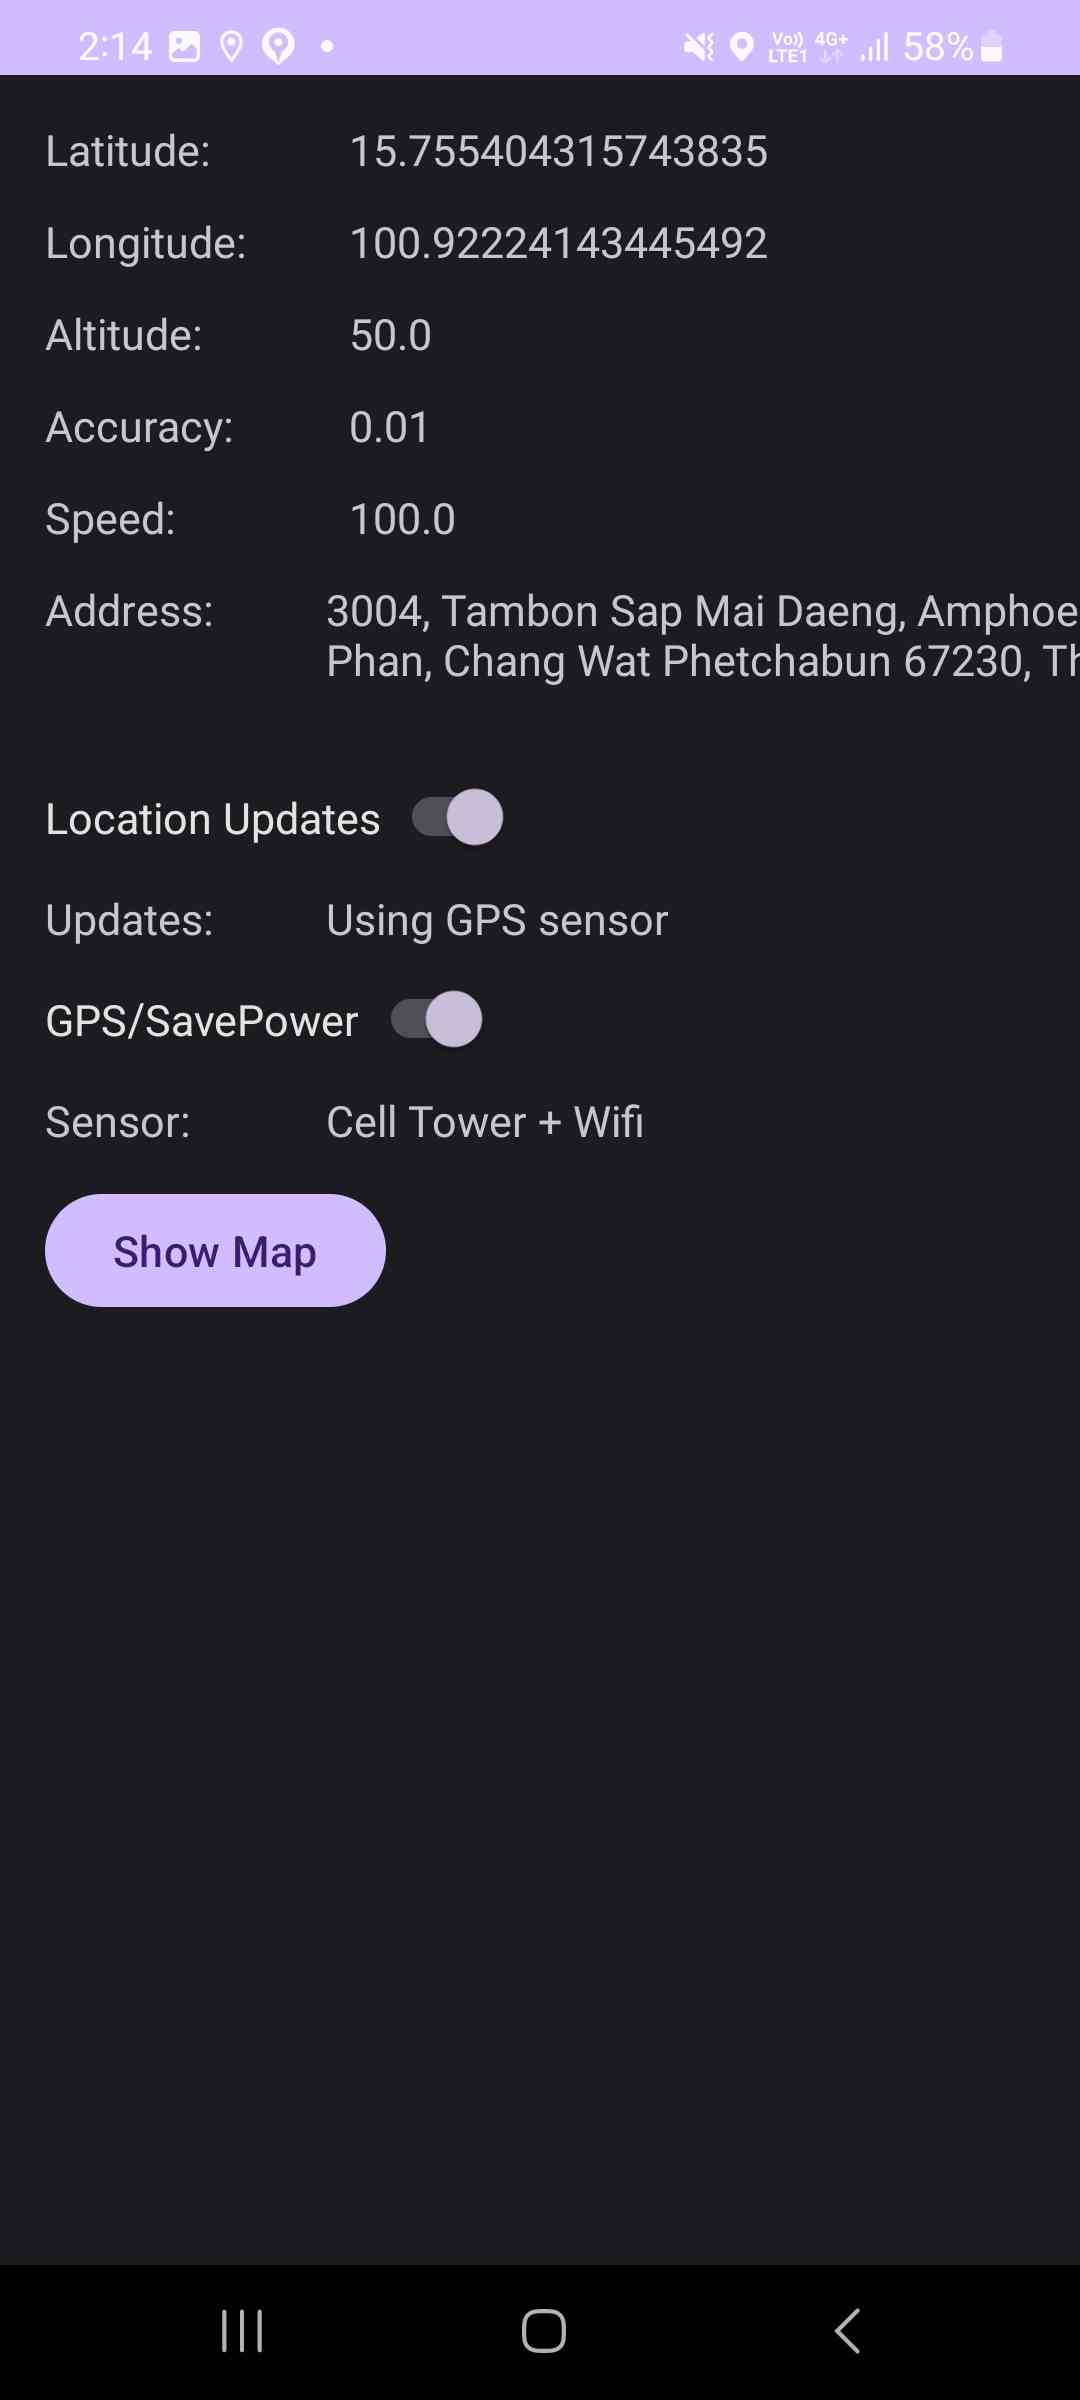 2:14 Vo)) LTE1 4G+ 58%
Latitude: 15.755404315743835
Longitude: 100.92224143445492
Altitude: 50.0
Accuracy: 0.01
Speed: 100.0
Address: 3004, Tambon Sap Mai Daeng, Amphoe
Phan, Chang Wat Phetchabun 67230, Th
Location Updates
Updates: Using GPS sensor
GPS/SavePower
Sensor: Cell Tower + Wifi
Show Map